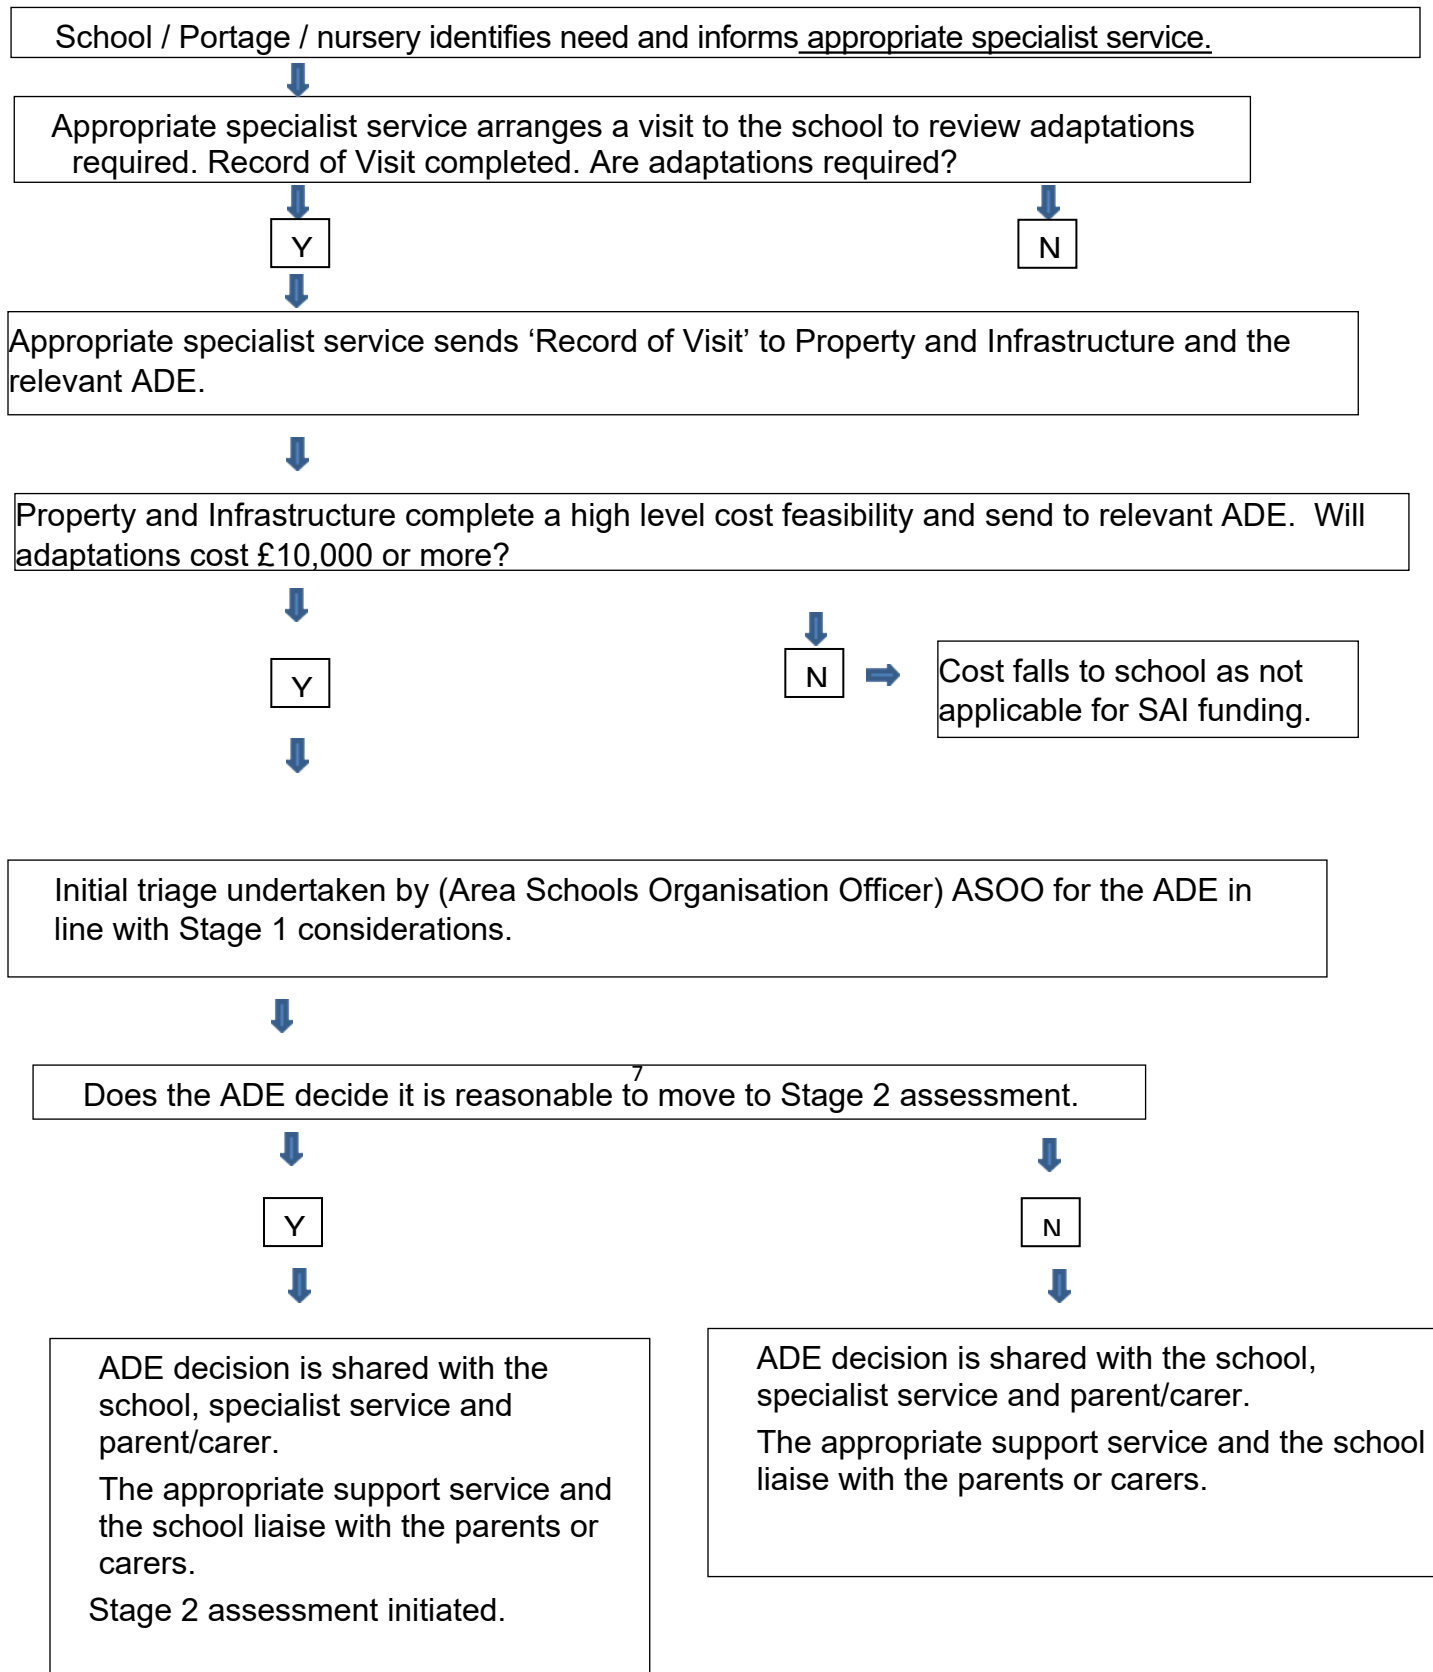 School / Portage / nursery identifies need and informs appropriate specialist service.
Appropriate specialist service arranges a visit to the school to review adaptations
required. Record of Visit completed. Are adaptations required?
Y
N
Appropriate specialist service sends ‘Record of Visit’ to Property and Infrastructure and the
relevant ADE.
Property and Infrastructure complete a high level cost feasibility and send to relevant ADE.  Will
adaptations cost £10,000 or more?
Y
N
Cost falls to school as not
applicable for SAI funding.
Initial triage undertaken by (Area Schools Organisation Officer) ASOO for the ADE in
line with Stage 1 considerations.
7
Does the ADE decide it is reasonable to move to Stage 2 assessment.
Y
N
ADE decision is shared with the
school, specialist service and
parent/carer.
The appropriate support service and
the school liaise with the parents or
carers.
Stage 2 assessment initiated.
ADE decision is shared with the school,
specialist service and parent/carer.
The appropriate support service and the school
liaise with the parents or carers.